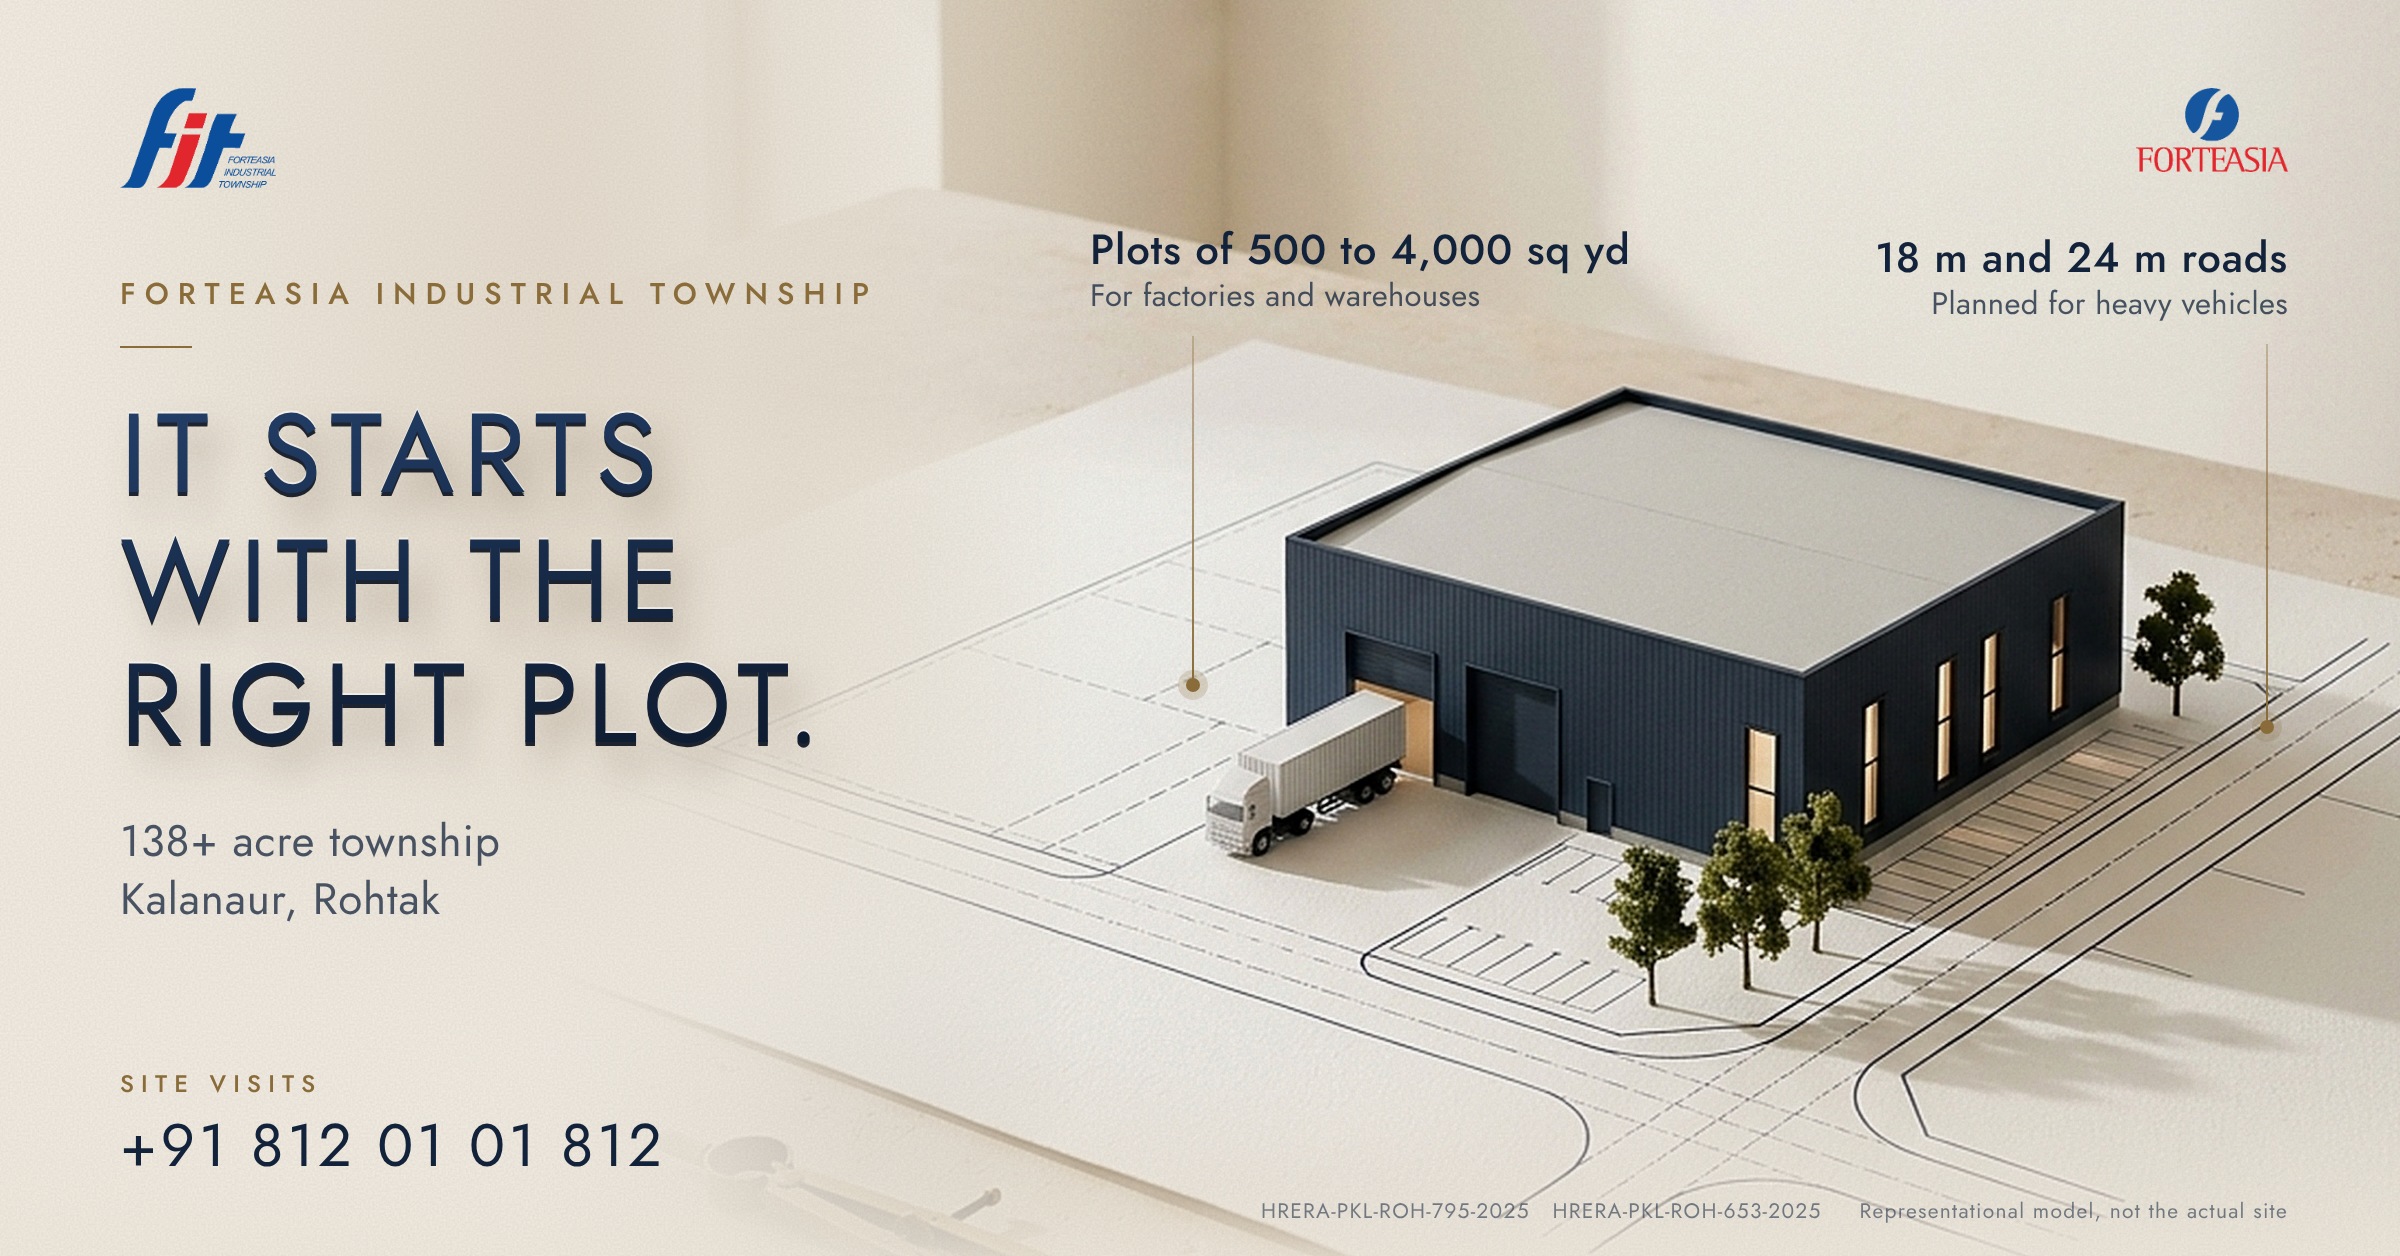 fit
FORTEASIA
INDUSTRIAL
TOWNSHIP
FORTEASIA
FORTEASIA INDUSTRIAL TOWNSHIP
IT STARTS
WITH THE
RIGHT PLOT.
138+ acre township
Kalanaur, Rohtak
SITE VISITS
+91 812 01 01 812
Plots of 500 to 4,000 sq yd
For factories and warehouses
18 m and 24 m roads
Planned for heavy vehicles
HRERA-PKL-ROH-795-2025 HRERA-PKL-ROH-653-2025 Representational model, not the actual site